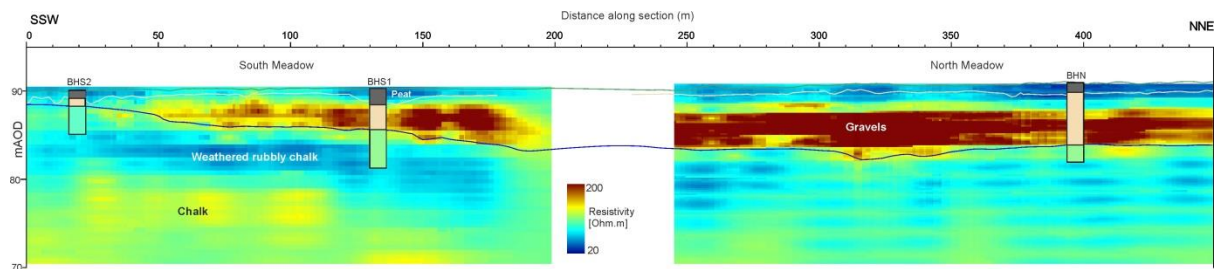 SSW
Distance along section (m)
NNE
0 50 100 150 200 250 300 350 400
South Meadow
North Meadow
BHS2
BHS1
BHN
90
Peat
Gravels
mAOD
Weathered rubbly chalk
80
Chalk
200
Resistivity
[Ohm.m]
20
70